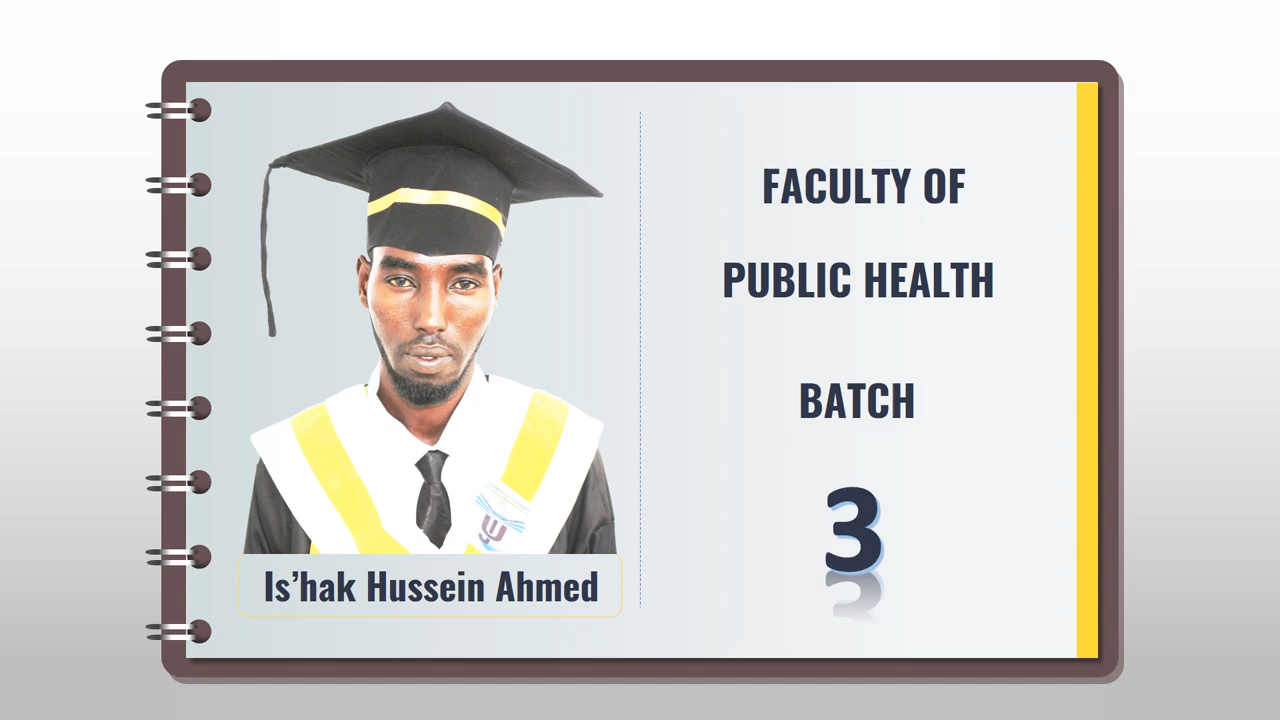 FACULTY OF
PUBLIC HEALTH
BATCH
3
Is’hak Hussein Ahmed